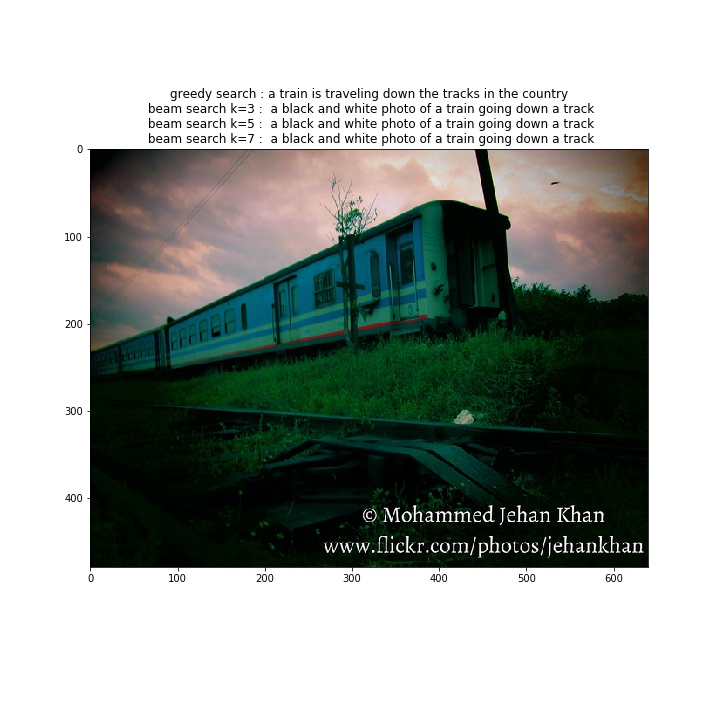 greedy search : a train is traveling down the tracks in the country
beam search k=3 :  a black and white photo of a train going down a track
beam search k=5 :  a black and white photo of a train going down a track
beam search k=7 :  a black and white photo of a train going down a track
0
100
200
300
400
© Mohammed Jehan Khan
www.flickr.com/photos/jehankhan
0 100 200 300 400 500 600